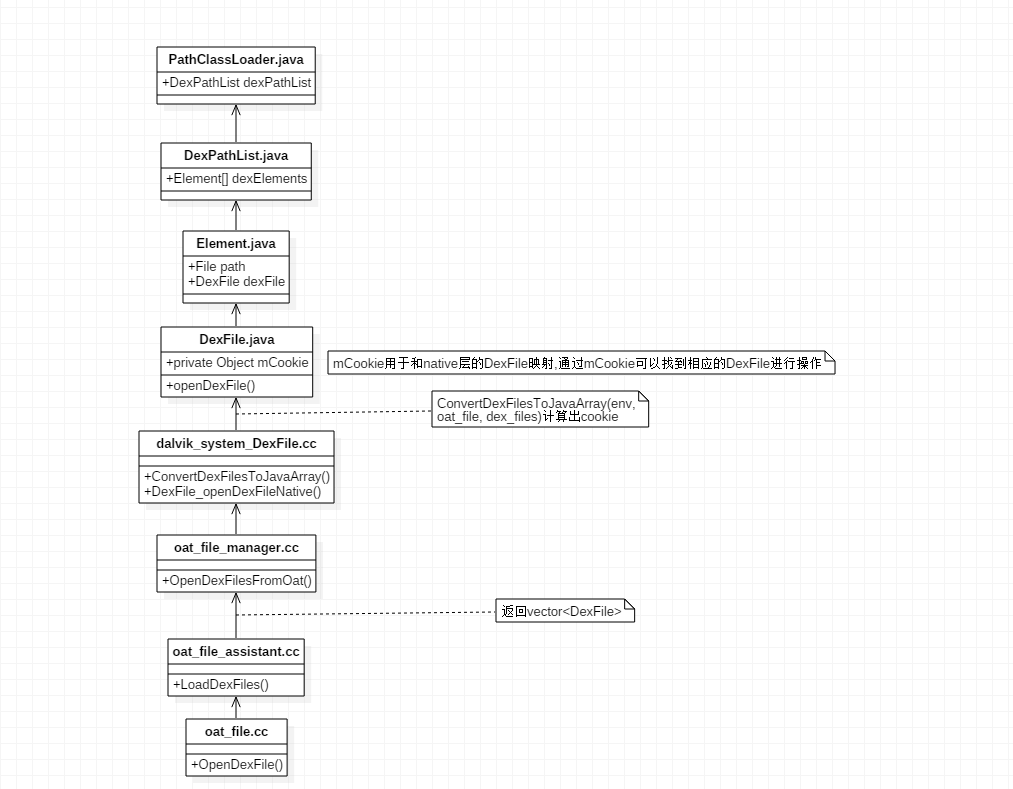 PathClassLoader.java
+DexPathList dexPathList
DexPathList.java
+Element[] dexElements
Element.java
+File path
+DexFile dexFile
DexFile.java
+private Object mCookie
+openDexFile()
mCookie用于和native层的DexFile映射,通过mCookie可以找到相应的DexFile进行操作
ConvertDexFilesToJavaArray(env,
oat_file, dex_files)计算出cookie
dalvik_system_DexFile.cc
+ConvertDexFilesToJavaArray()
+DexFile_openDexFileNative()
oat_file_manager.cc
+OpenDexFilesFromOat()
返回vector<DexFile>
oat_file_assistant.cc
+LoadDexFiles()
oat_file.cc
+OpenDexFile()